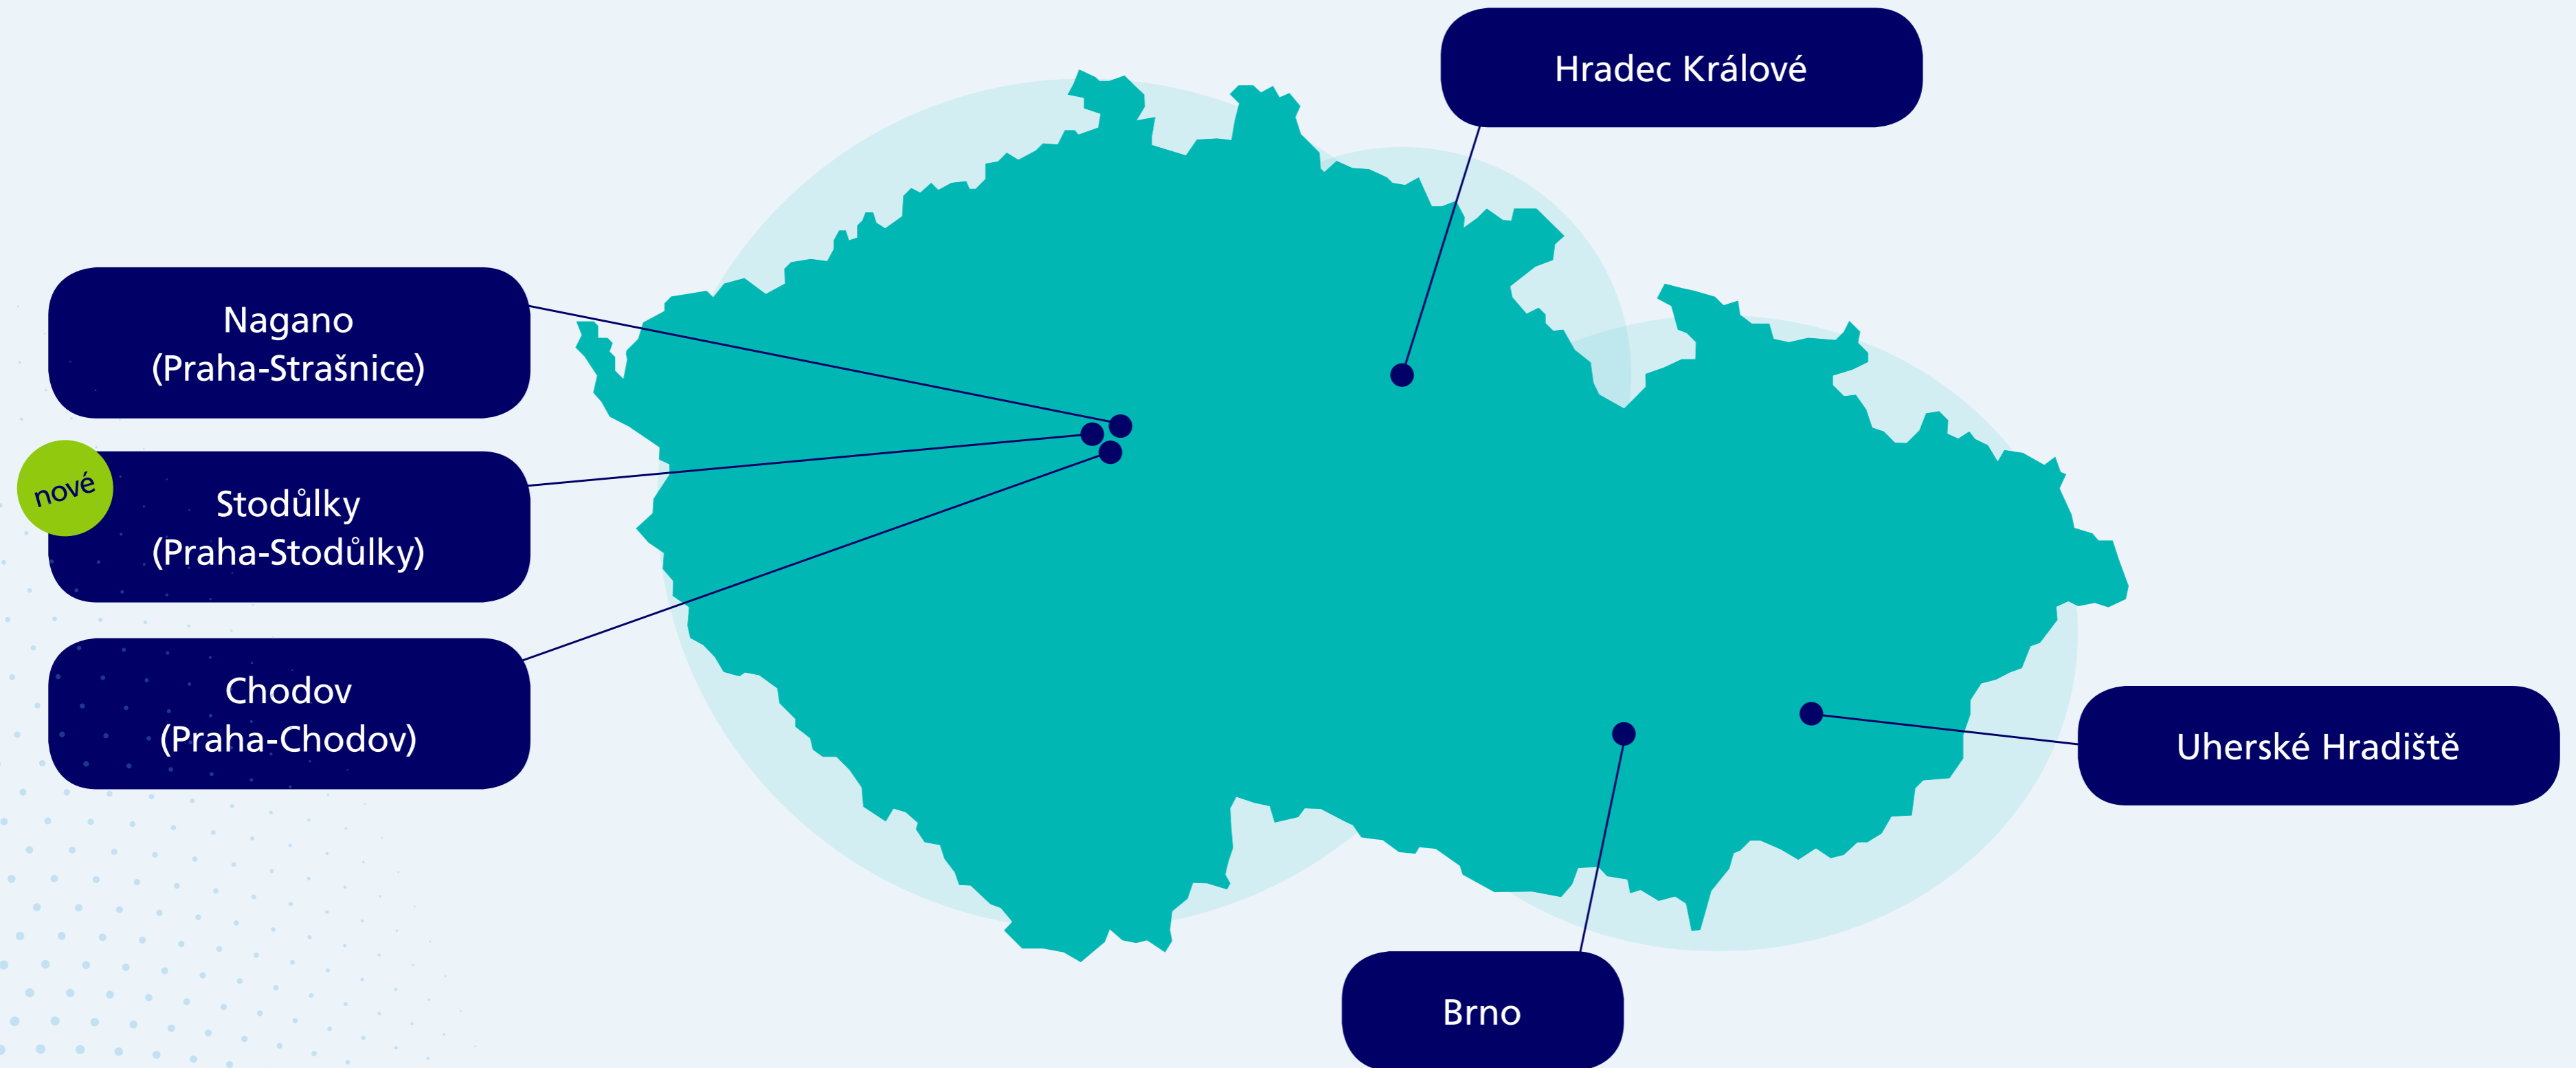 Hradec Králové
Nagano
(Praha-Strašnice)
nové
Stodůlky
(Praha-Stodůlky)
Chodov
(Praha-Chodov)
Uherské Hradiště
Brno